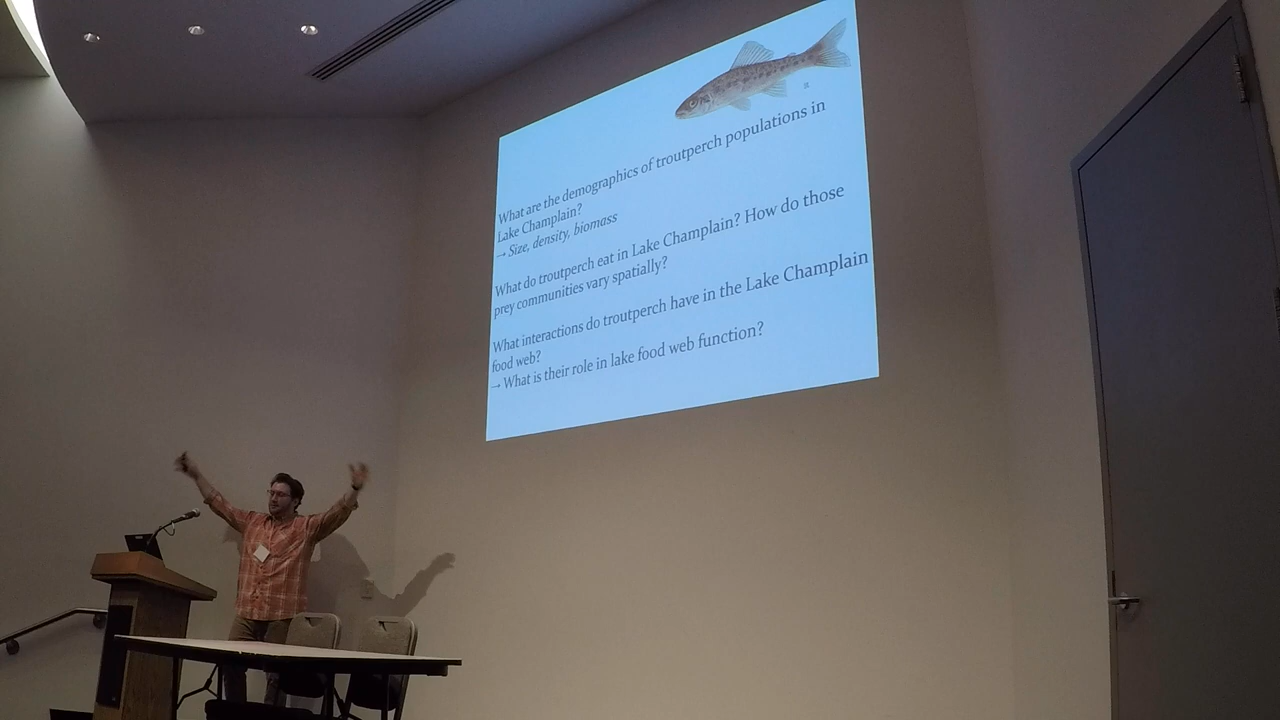 What are the demographics of troutperch populations in
Lake Champlain?
→ Size, density, biomass
What do troutperch eat in Lake Champlain? How do those
prey communities vary spatially?
What interactions do troutperch have in the Lake Champlain
food web?
→ What is their role in lake food web function?